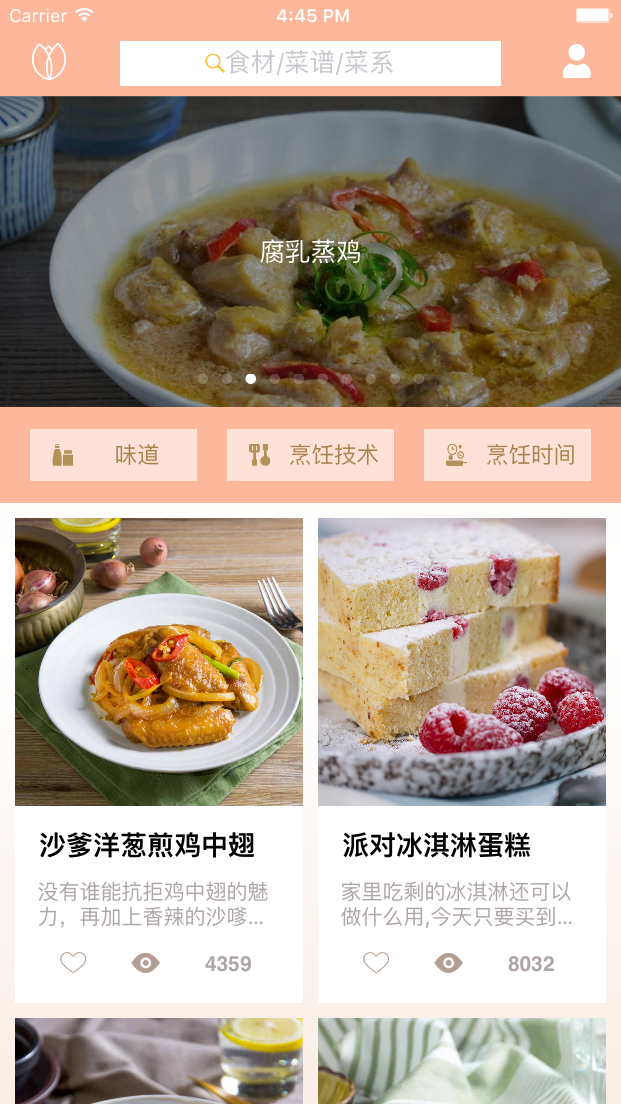 Carrier
4:45 PM
食材/菜谱/菜系
腐乳蒸鸡
味道
烹饪技术
烹饪时间
沙爹洋葱煎鸡中翅
没有谁能抗拒鸡中翅的魅
力，再加上香辣的沙嗲...
4359
派对冰淇淋蛋糕
家里吃剩的冰淇淋还可以
做什么用,今天只要买到...
8032